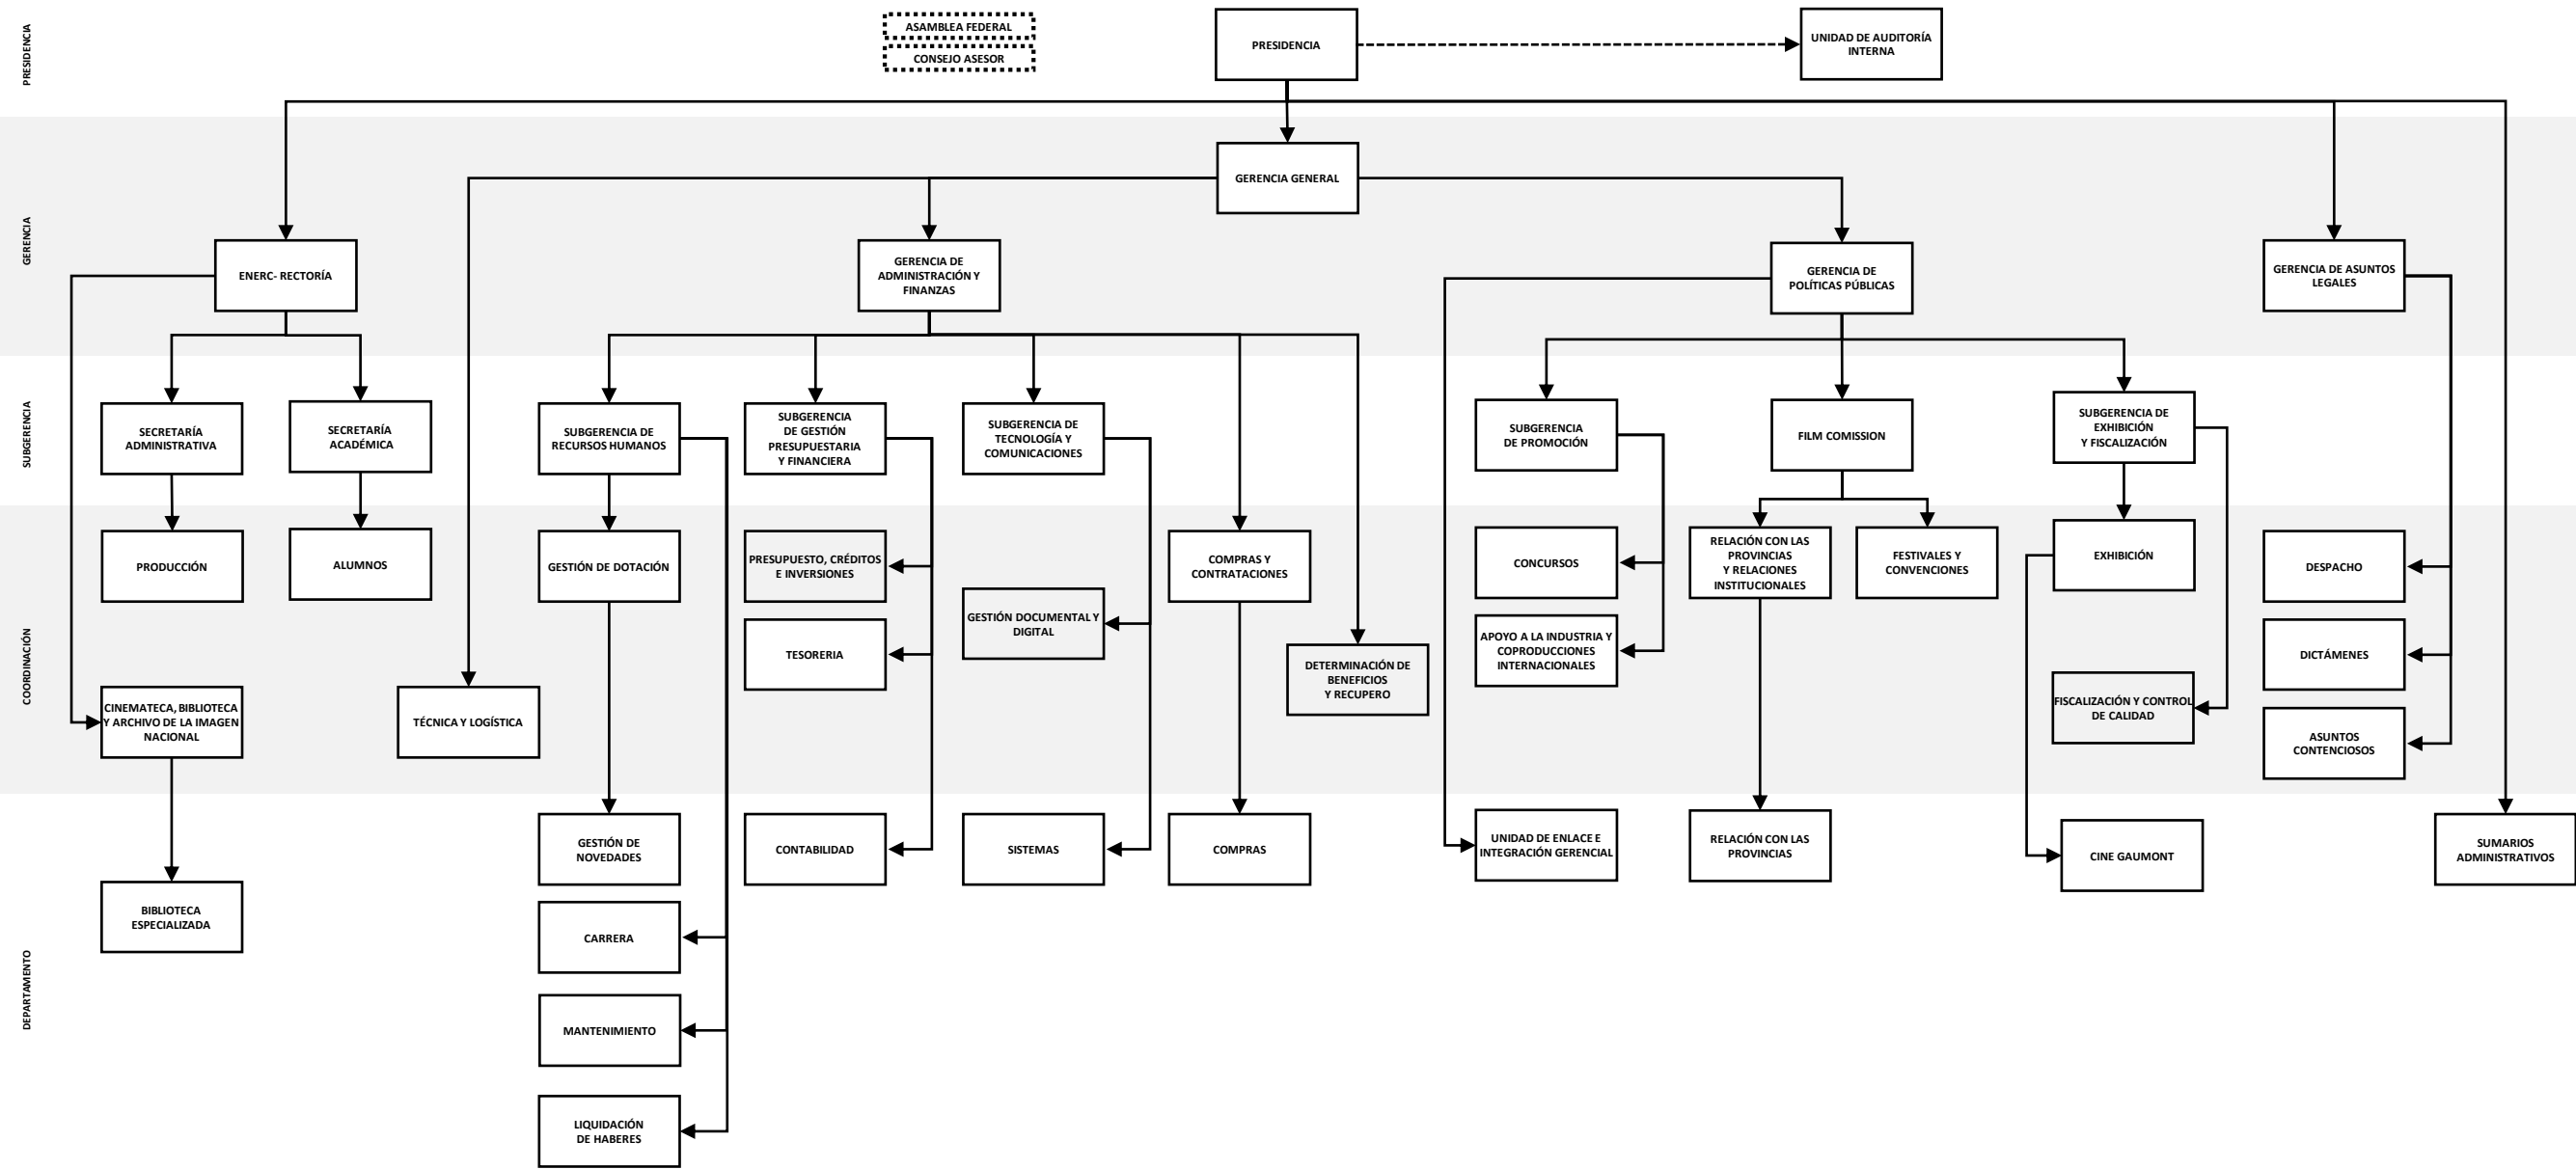 PRESIDENCIA
ASAMBLEA FEDERAL
CONSEJO ASESOR
PRESIDENCIA
UNIDAD DE AUDITORÍA
INTERNA
GERENCIA
GERENCIA GENERAL
ENERC- RECTORÍA
GERENCIA DE
ADMINISTRACIÓN Y
FINANZAS
GERENCIA DE
POLÍTICAS PÚBLICAS
GERENCIA DE ASUNTOS
LEGALES
SUBGERENCIA
SECRETARÍA
ADMINISTRATIVA
SECRETARÍA
ACADÉMICA
SUBGERENCIA DE
RECURSOS HUMANOS
SUBGERENCIA
DE GESTIÓN
PRESUPUESTARIA
Y FINANCIERA
SUBGERENCIA DE
TECNOLOGÍA Y
COMUNICACIONES
SUBGERENCIA
DE PROMOCIÓN
FILM COMISSION
SUBGERENCIA DE
EXHIBICIÓN
Y FISCALIZACIÓN
COORDINACIÓN
PRODUCCIÓN
ALUMNOS
GESTIÓN DE DOTACIÓN
PRESUPUESTO, CRÉDITOS
E INVERSIONES
COMPRAS Y
CONTRATACIONES
CONCURSOS
RELACIÓN CON LAS
PROVINCIAS
Y RELACIONES
INSTITUCIONALES
FESTIVALES Y
CONVENCIONES
EXHIBICIÓN
DESPACHO
GESTIÓN DOCUMENTAL Y
DIGITAL
TESORERIA
DETERMINACIÓN DE
BENEFICIOS
Y RECUPERO
APOYO A LA INDUSTRIA Y
COPRODUCCIONES
INTERNACIONALES
DICTÁMENES
CINEMATECA, BIBLIOTECA
Y ARCHIVO DE LA IMAGEN
NACIONAL
TÉCNICA Y LOGÍSTICA
FISCALIZACIÓN Y CONTROL
DE CALIDAD
ASUNTOS
CONTENCIOSOS
DEPARTAMENTO
GESTIÓN DE
NOVEDADES
CONTABILIDAD
SISTEMAS
COMPRAS
UNIDAD DE ENLACE E
INTEGRACIÓN GERENCIAL
RELACIÓN CON LAS
PROVINCIAS
CINE GAUMONT
SUMARIOS
ADMINISTRATIVOS
BIBLIOTECA
ESPECIALIZADA
CARRERA
MANTENIMIENTO
LIQUIDACIÓN
DE HABERES